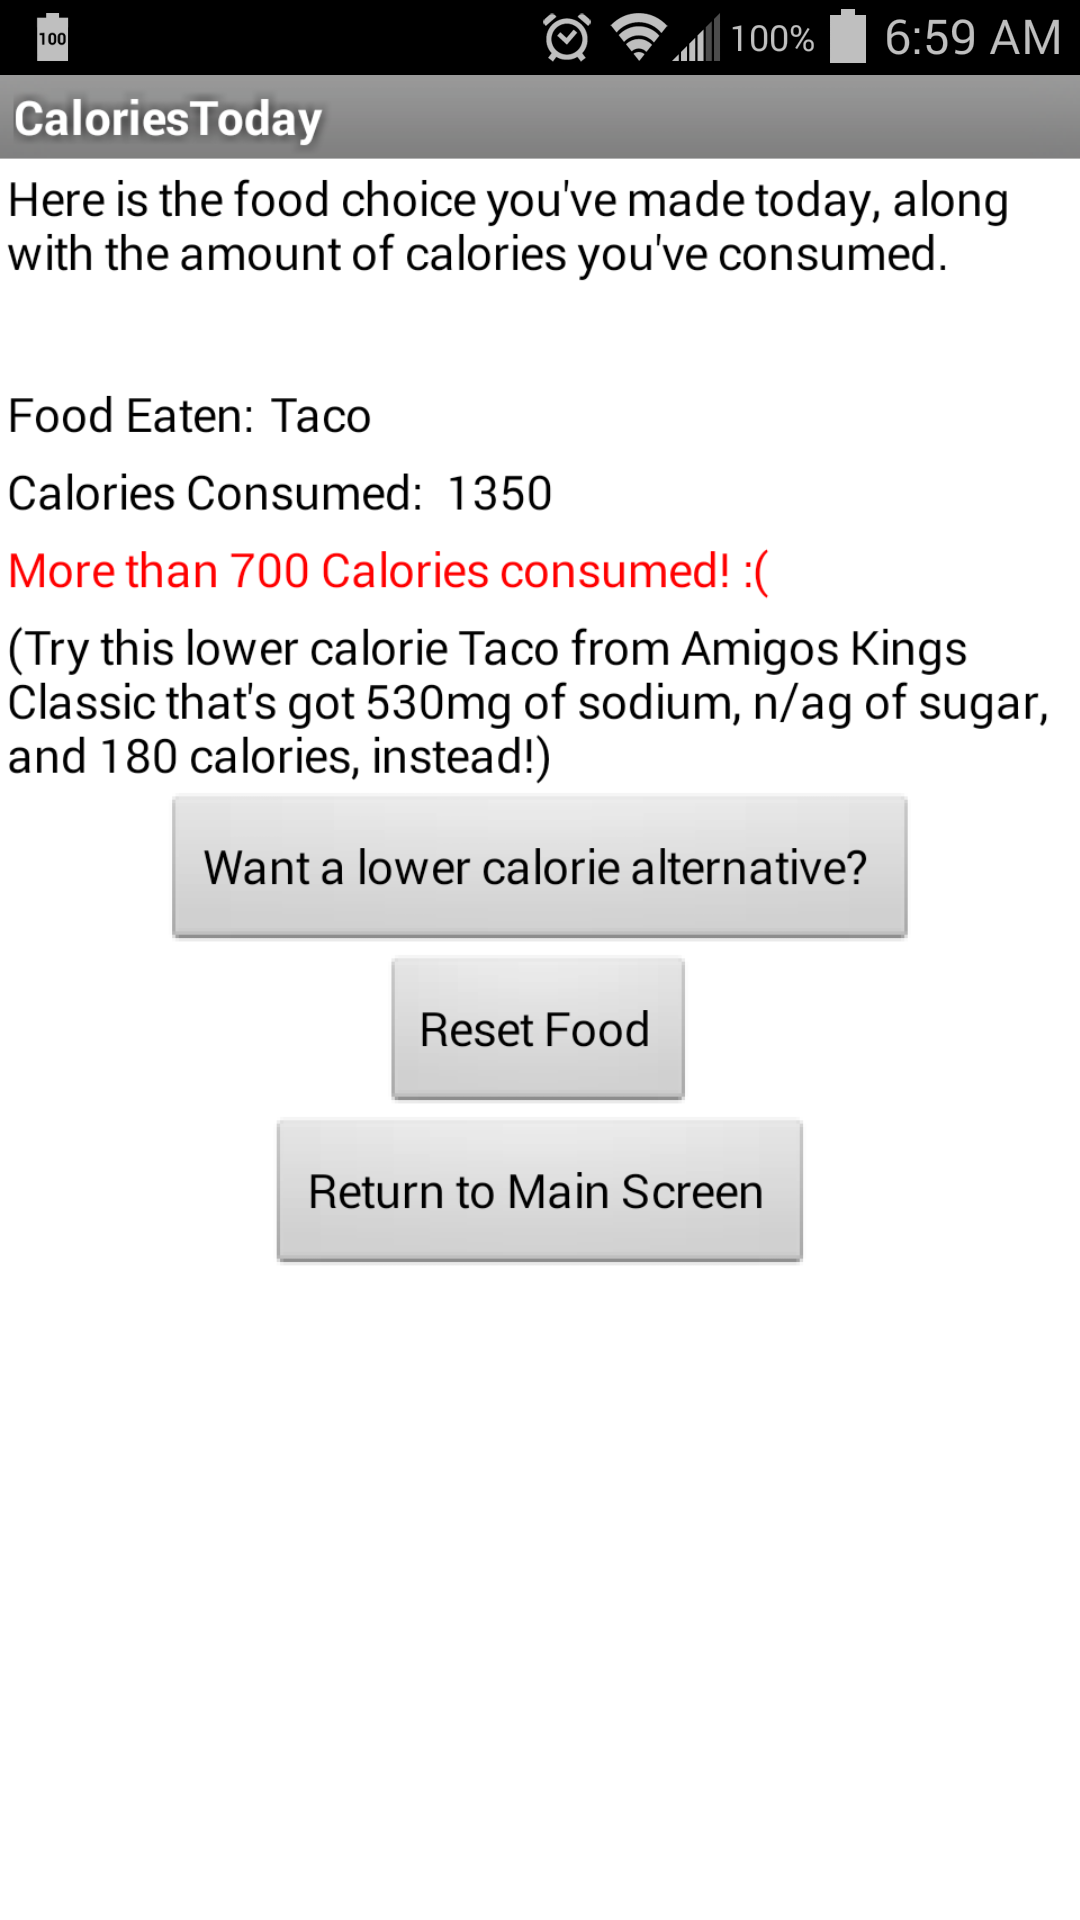 100
100% 6:59 AM
CaloriesToday
Here is the food choice you've made today, along
with the amount of calories you've consumed.
Food Eaten: Taco
Calories Consumed: 1350
More than 700 Calories consumed! :(
(Try this lower calorie Taco from Amigos Kings
Classic that's got 530mg of sodium, n/ag of sugar,
and 180 calories, instead!)
Want a lower calorie alternative?
Reset Food
Return to Main Screen